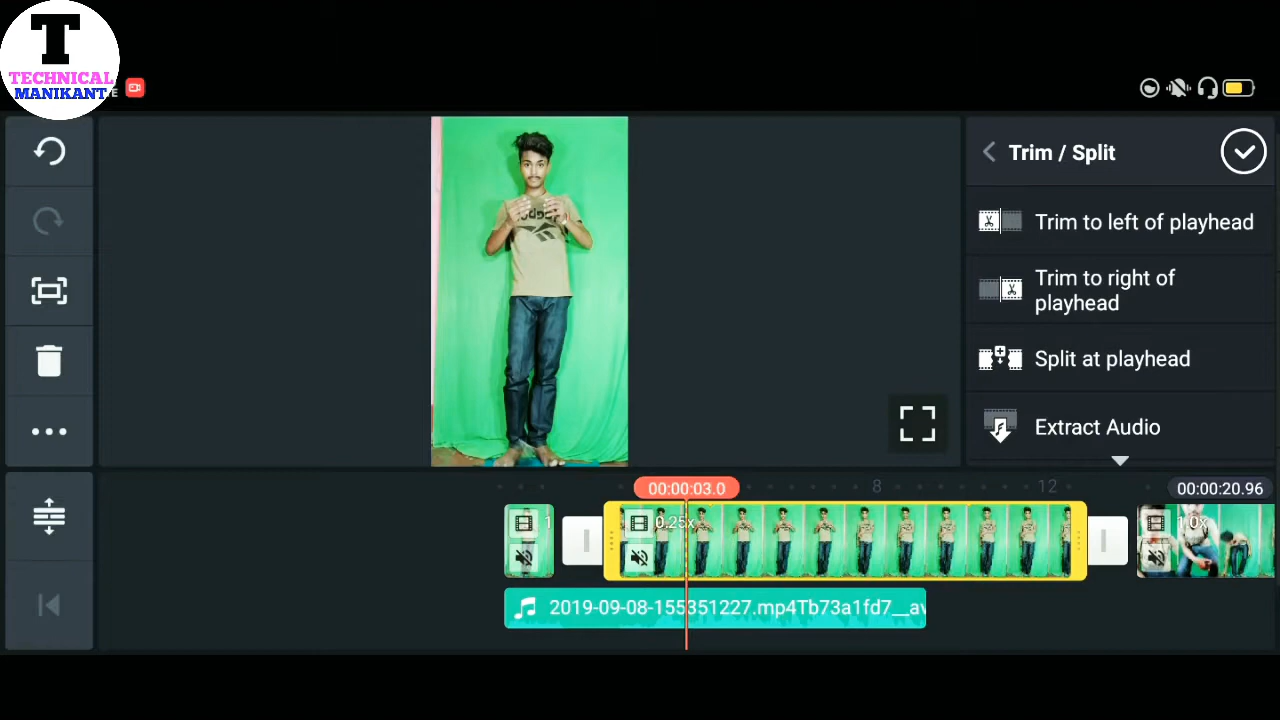 T
TECHNICAL
MANIKANT
E
Trim / Split
Trim to left of playhead
Trim to right of
playhead
Split at playhead
Extract Audio
00:00:03.0
8
12
00:00:20.96
1
0.25x
1.0x
2019-09-08-155351227.mp4Tb73a1fd7__av